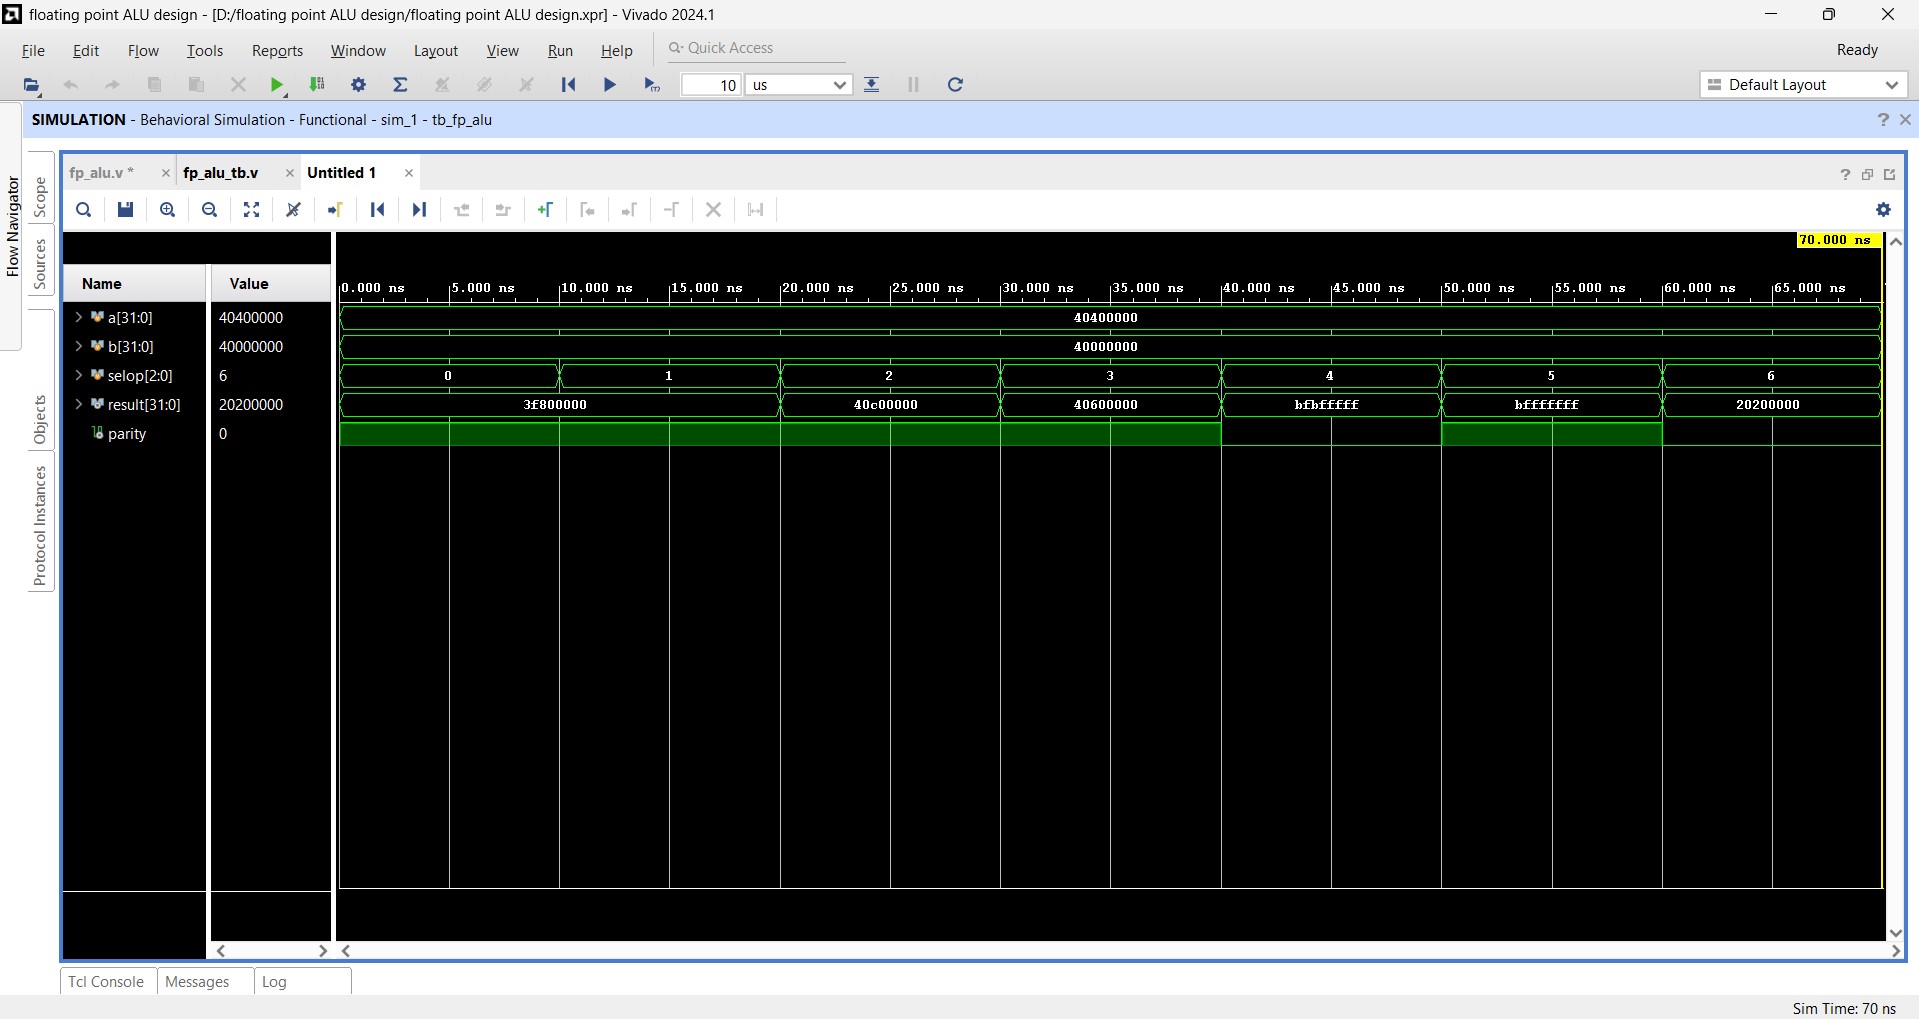 floating point ALU design - [D:/floating point ALU design/floating point ALU design.xpr] - Vivado 2024.1
File Edit Flow Tools Reports Window Layout View Run Help Quick Access Ready
10 us Default Layout
SIMULATION - Behavioral Simulation - Functional - sim_1 - tb_fp_alu ?
Flow Navigator
Scope
Sources
Objects
Protocol Instances
fp_alu.v * fp_alu_tb.v Untitled 1 ?
70.000 ns
Name Value
0.000 ns 5.000 ns 10.000 ns 15.000 ns 20.000 ns 25.000 ns 30.000 ns 35.000 ns 40.000 ns 45.000 ns 50.000 ns 55.000 ns 60.000 ns 65.000 ns
a[31:0] 40400000 40400000
b[31:0] 40000000 40000000
selop[2:0] 6 0 1 2 3 4 5 6
result[31:0] 20200000 3f800000 40c00000 40600000 bfbfffff bfffffff 20200000
parity 0
Tcl Console Messages Log
Sim Time: 70 ns